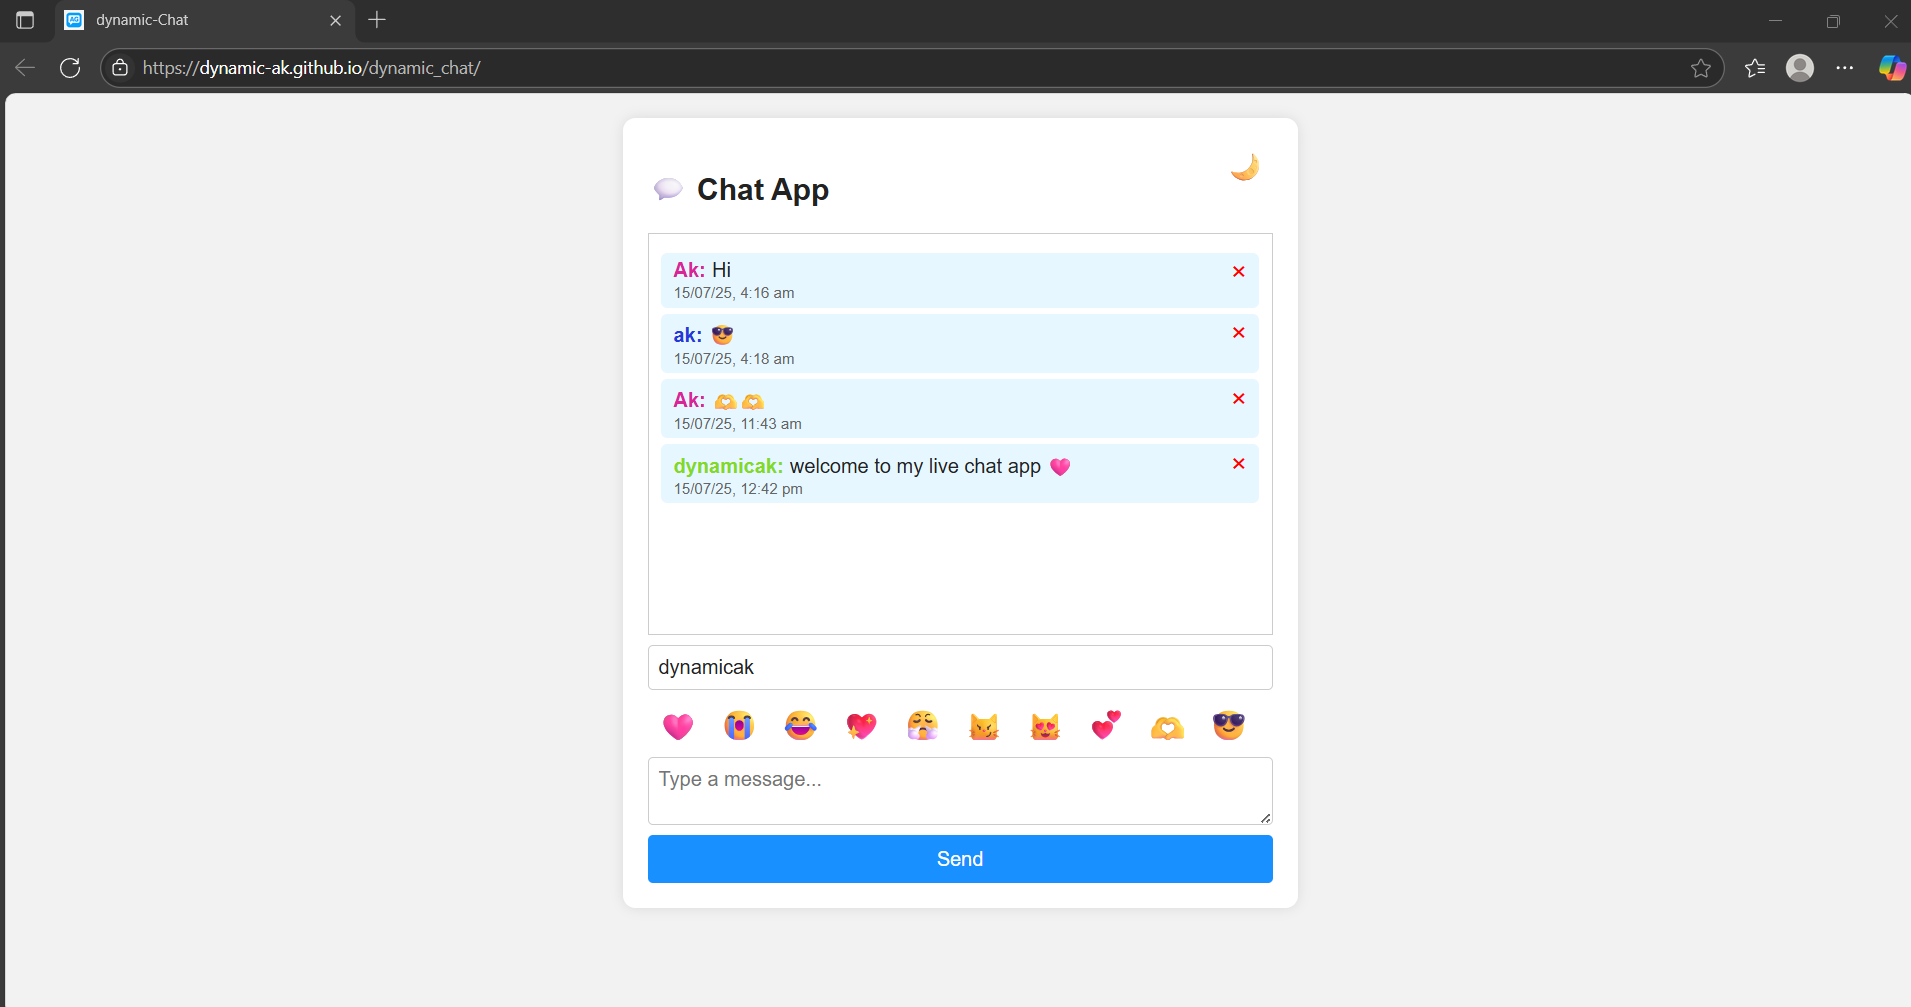 dynamic-Chat
https://dynamic-ak.github.io/dynamic_chat/
💬 Chat App
🌙
Ak: Hi
15/07/25, 4:16 am
ak: 😎
15/07/25, 4:18 am
Ak: 🫶🫶
15/07/25, 11:43 am
dynamicak: welcome to my live chat app 🩷
15/07/25, 12:42 pm
dynamicak
🩷 😭 😂 💖 😤 😼 😻 💕 🫶 😎
Type a message...
Send